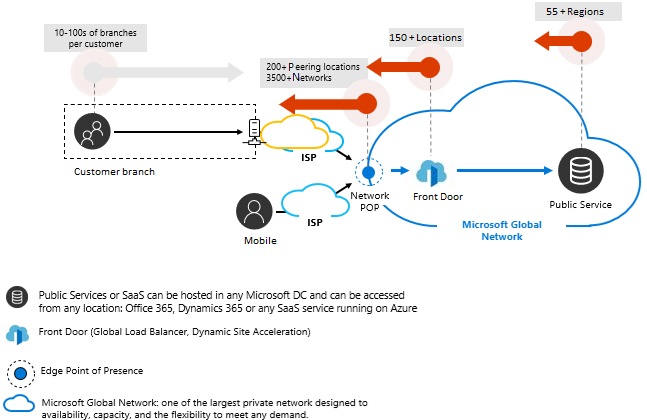 55+Regions
10-100s of branches
per customer
150+Locations
200+Peering locations
3500+Networks
ISP
Customer branch
Network
POP
Front Door
Public Service
ISP
Microsoft Global
Network
Mobile
Public Services or SaaS can be hosted in any Microsoft DC and can be accessed
from any location: Office 365, Dynamics 365 or any SaaS service running on Azure
Front Door (Global Load Balancer, Dynamic Site Acceleration)
Edge Point of Presence
Microsoft Global Network: one of the largest private network designed to
availability, capacity, and the flexibility to meet any demand.